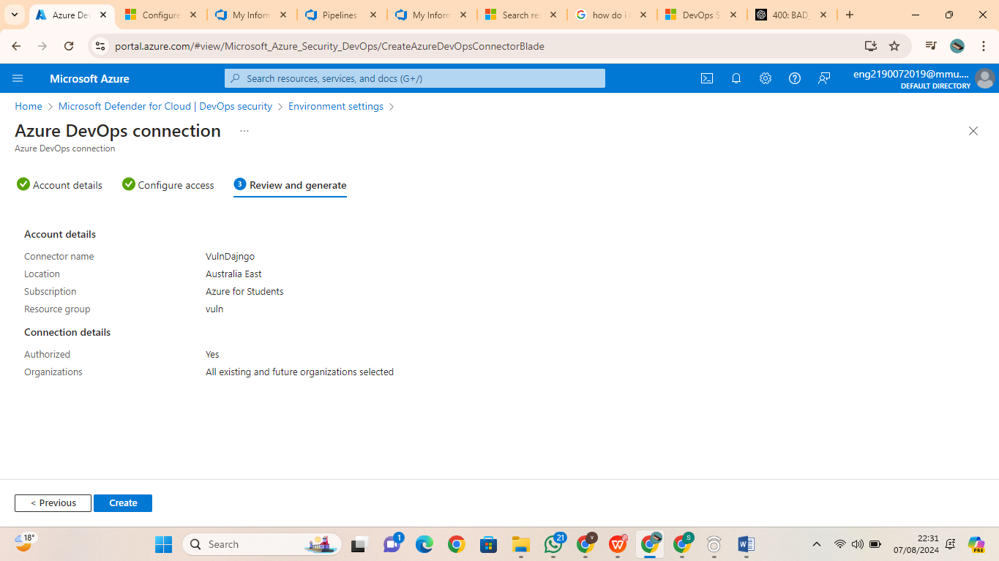 Azure Dev
Configure
My Inform
Pipelines
My Inform
Search re
how do i
DevOps S
400: BAD_
portal.azure.com/#view/Microsoft_Azure_Security_DevOps/CreateAzureDevOpsConnectorBlade
Microsoft Azure
Search resources, services, and docs (G+/)
eng2190072019@mmu....
DEFAULT DIRECTORY
Home > Microsoft Defender for Cloud | DevOps security > Environment settings >
Azure DevOps connection ...
Azure DevOps connection
Account details
Configure access
3 Review and generate
Account details
Connector name VulnDajngo
Location Australia East
Subscription Azure for Students
Resource group vuln
Connection details
Authorized Yes
Organizations All existing and future organizations selected
< Previous
Create
18°
Search
1
21
V
W
S
W
22:31
07/08/2024
PRE